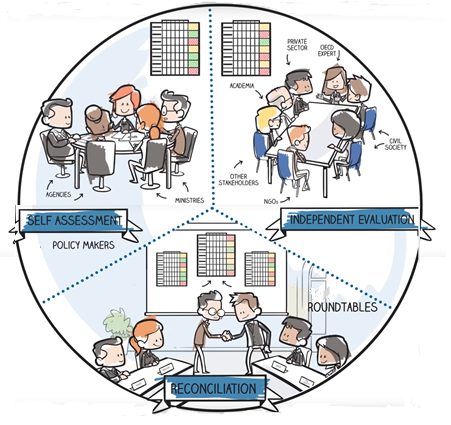 PRIVATE
SECTOR
OECD
EXPERT
ACADEMIA
CIVIL
SOCIETY
OTHER
STAKEHOLDERS
NGOs
AGENCIES
MINISTRIES
SELF ASSESSMENT
INDEPENDENT EVALUATION
POLICY MAKERS
ROUNDTABLES
RECONCILIATION